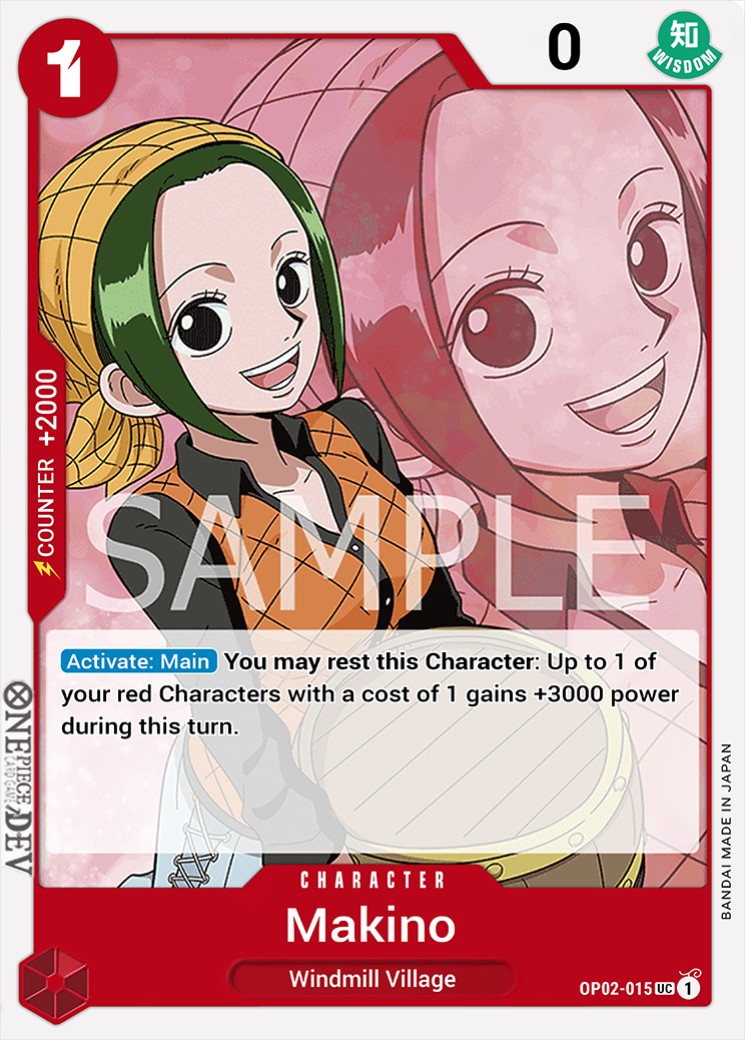 1
0
知
WISDOM
COUNTER +2000
SAMPLE
Activate: Main You may rest this Character: Up to 1 of
your red Characters with a cost of 1 gains +3000 power
during this turn.
ONE PIECE
CARD GAME
.DEV
BANDAI MADE IN JAPAN
CHARACTER
Makino
Windmill Village
OP02-015 UC 1